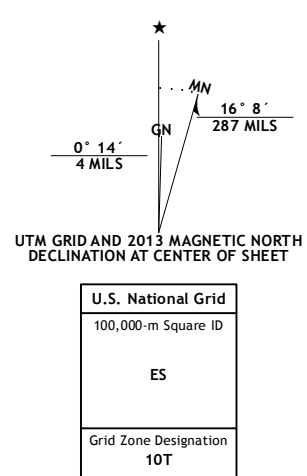 ★
MN
16° 8´
287 MILS
GN
0° 14´
4 MILS
UTM GRID AND 2013 MAGNETIC NORTH
DECLINATION AT CENTER OF SHEET
U.S. National Grid
100,000-m Square ID
ES
Grid Zone Designation
10T